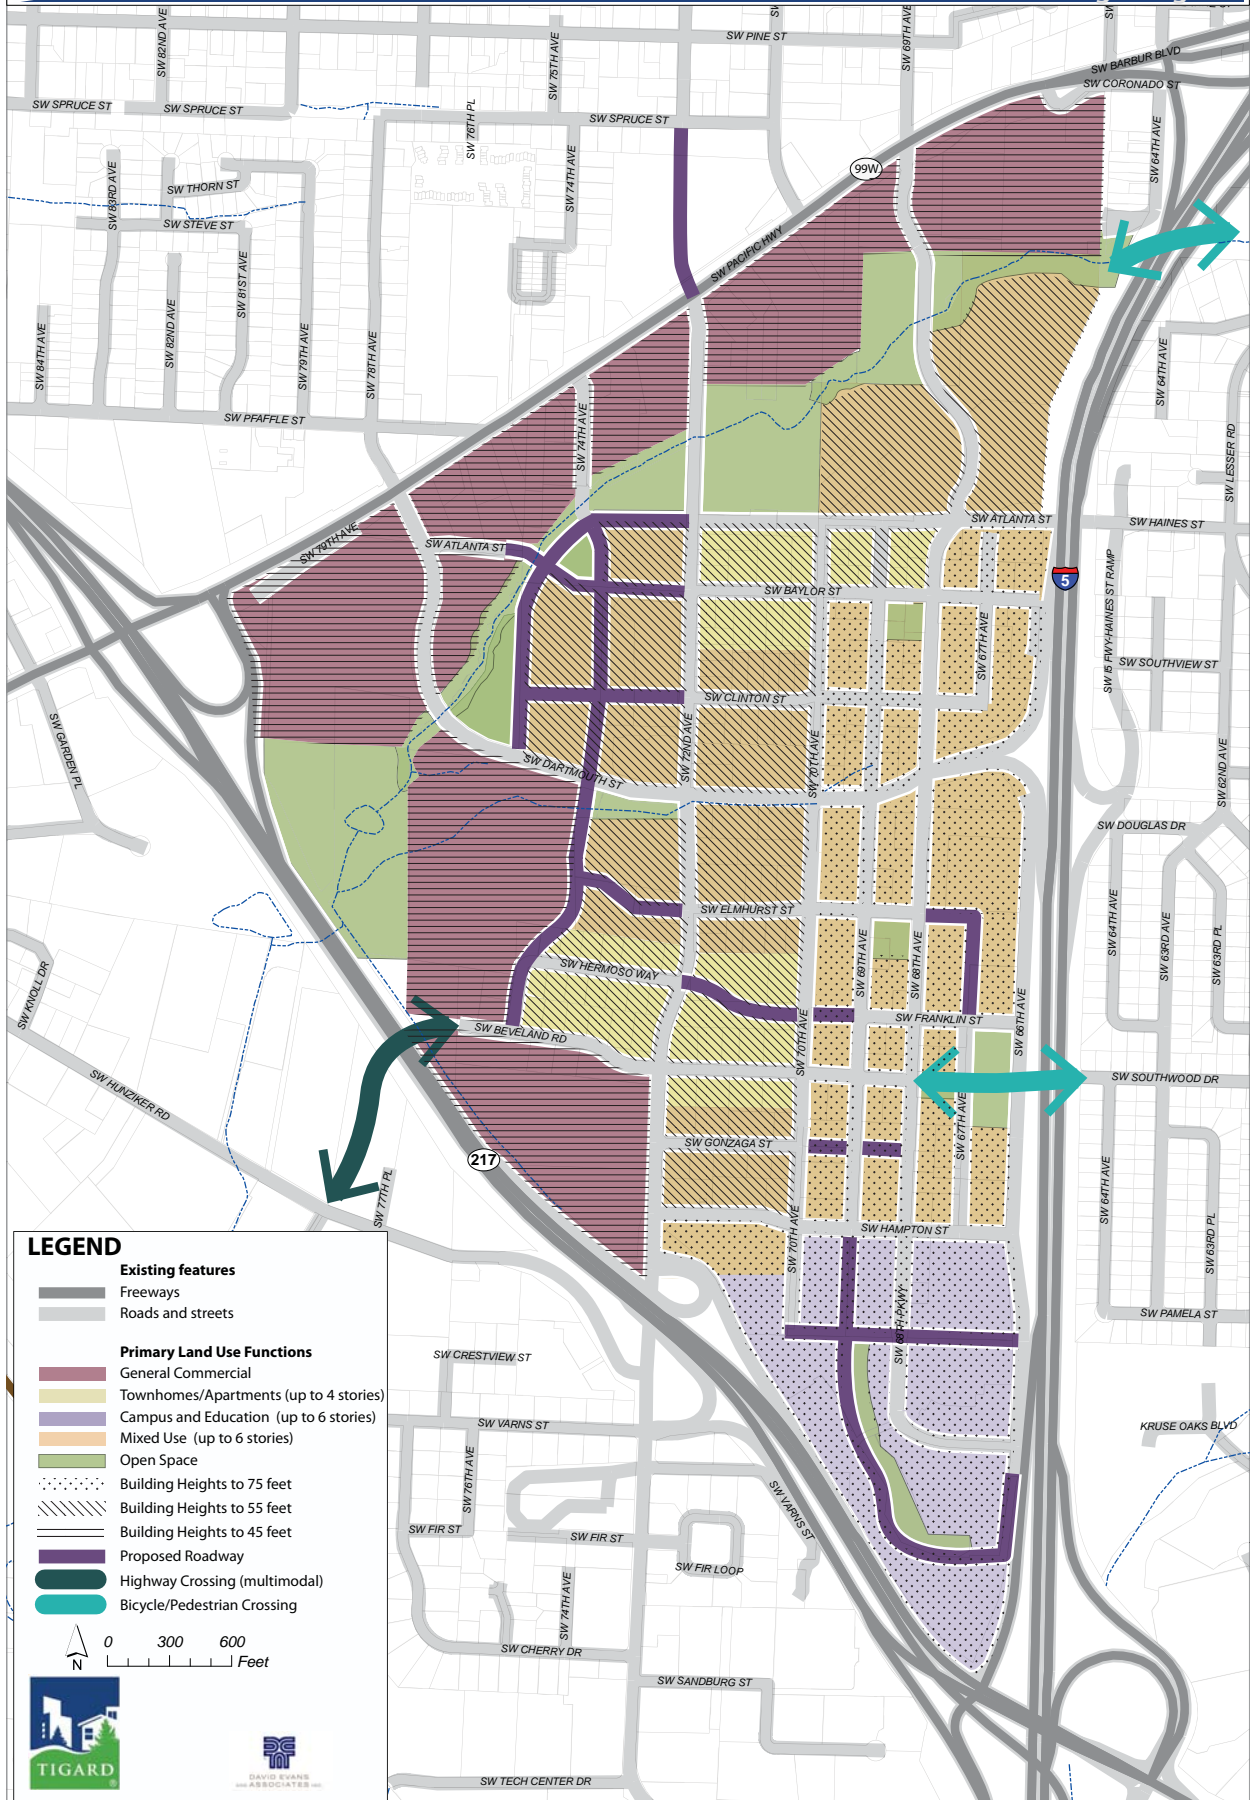 SW PINE ST
SW 82ND AVE
SW 75TH AVE
SW 69TH AVE
SW
SW
SW BARBUR BLVD
SW CORONADO ST
SW SPRUCE ST
SW SPRUCE ST
SW SPRUCE ST
SW 76TH PL
SW 74TH AVE
SW 64TH AVE
99W
SW 83RD AVE
SW THORN ST
SW STEVE ST
SW 81ST AVE
SW 82ND AVE
SW 84TH AVE
SW 79TH AVE
SW 78TH AVE
SW PACIFIC HWY
SW PFAFFLE ST
SW 74TH AVE
SW 64TH AVE
SW LESSER RD
SW 79TH AVE
SW ATLANTA ST
SW ATLANTA ST
SW HAINES ST
5
SW BAYLOR ST
SW I5 FWY-HAINES ST RAMP
SW 67TH AVE
SW SOUTHVIEW ST
SW CLINTON ST
SW GARDEN PL
SW 72ND AVE
SW 70TH AVE
SW 62ND AVE
SW DARTMOUTH ST
SW DOUGLAS DR
SW ELMHURST ST
SW 64TH AVE
SW 63RD AVE
SW 63RD PL
SW HERMOSO WAY
SW 69TH AVE
SW 68TH AVE
SW KNOLL DR
SW BEVELAND RD
SW FRANKLIN ST
SW 66TH AVE
SW 70TH AVE
SW SOUTHWOOD DR
SW HUNZIKER RD
SW 67TH AVE
SW GONZAGA ST
217
SW 77TH PL
SW 64TH AVE
SW 63RD PL
SW HAMPTON ST
SW 70TH AVE
SW 68TH PKWY
SW PAMELA ST
SW CRESTVIEW ST
SW VARNS ST
KRUSE OAKS BLVD
SW 76TH AVE
SW VARNS ST
SW FIR ST
SW FIR ST
SW FIR LOOP
SW 74TH AVE
SW CHERRY DR
SW SANDBURG ST
SW TECH CENTER DR
LEGEND
Existing features
Freeways
Roads and streets
Primary Land Use Functions
General Commercial
Townhomes/Apartments (up to 4 stories)
Campus and Education (up to 6 stories)
Mixed Use (up to 6 stories)
Open Space
Building Heights to 75 feet
Building Heights to 55 feet
Building Heights to 45 feet
Proposed Roadway
Highway Crossing (multimodal)
Bicycle/Pedestrian Crossing
N
0 300 600
Feet
TIGARD
DAVID EVANS
AND ASSOCIATES INC.